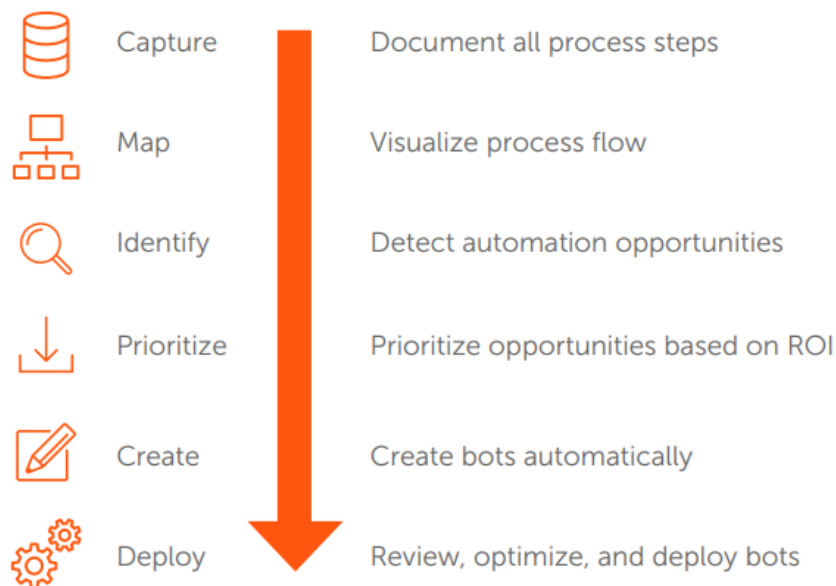 Capture Document all process steps
Map Visualize process flow
Identify Detect automation opportunities
Prioritize Prioritize opportunities based on ROI
Create Create bots automatically
Deploy Review, optimize, and deploy bots